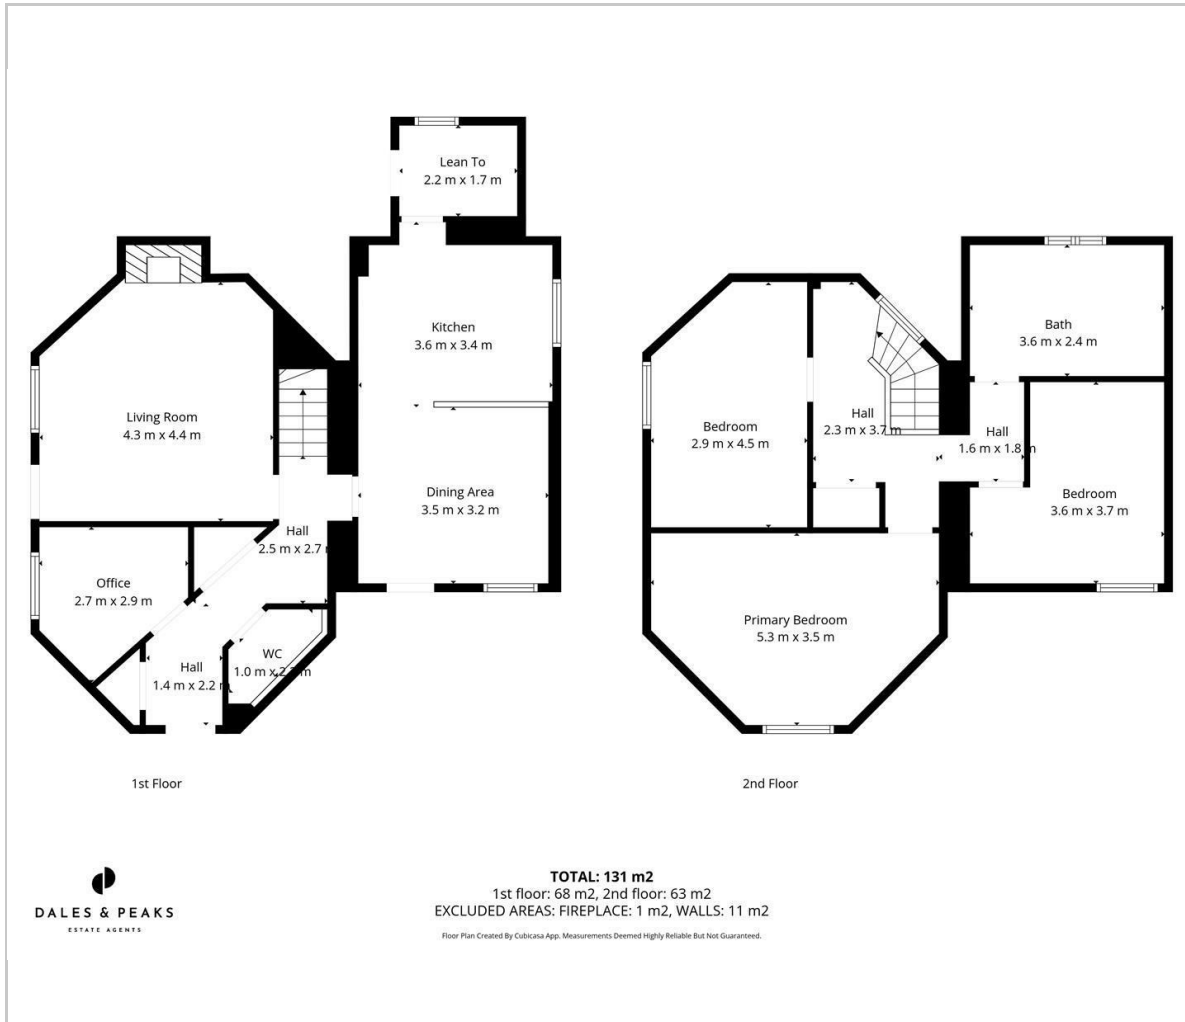 Lean To
2.2 m x 1.7 m
Kitchen
3.6 m x 3.4 m
Living Room
4.3 m x 4.4 m
Dining Area
3.5 m x 3.2 m
Hall
2.5 m x 2.7
Office
2.7 m x 2.9 m
WC
1.0 m x
Hall
1.4 m x 2.2
1st Floor
Bath
3.6 m x 2.4 m
Bedroom
2.9 m x 4.5 m
Hall
2.3 m x 3.7 m
Hall
1.6 m x 1.8
Bedroom
3.6 m x 3.7 m
Primary Bedroom
5.3 m x 3.5 m
2nd Floor
DALES & PEAKS
ESTATE AGENTS
TOTAL: 131 m2
1st floor: 68 m2, 2nd floor: 63 m2
EXCLUDED AREAS: FIREPLACE: 1 m2, WALLS: 11 m2
Floor Plan Created By Cubicasa App. Measurements Deemed Highly Reliable But Not Guaranteed.